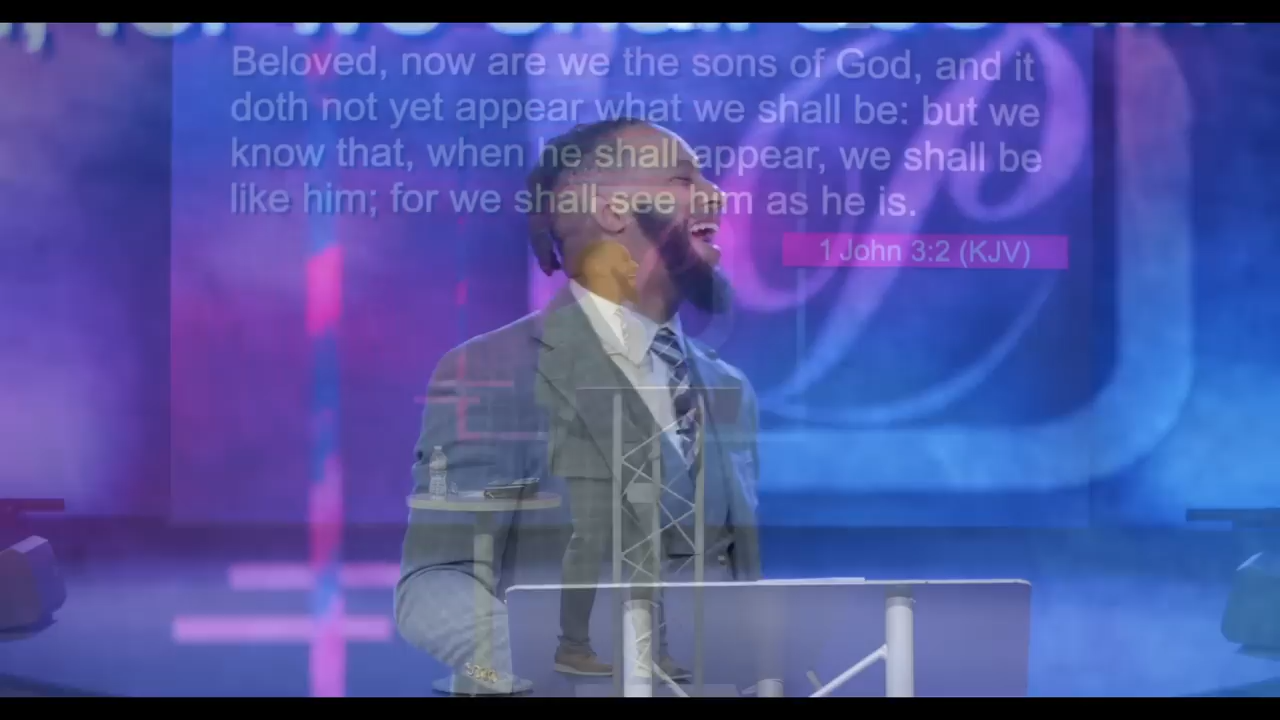 Beloved, now are we the sons of God, and it
doth not yet appear what we shall be: but we
know that, when he shall appear, we shall be
like him; for we shall see him as he is.
1 John 3:2 (KJV)